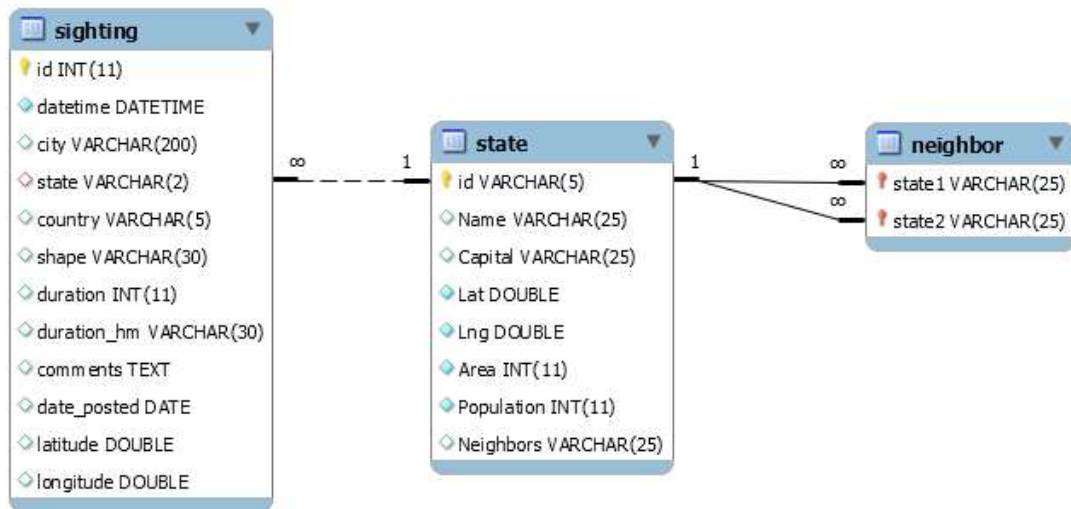 sighting
id INT(11)
datetime DATETIME
city VARCHAR(200)
state VARCHAR(2)
country VARCHAR(5)
shape VARCHAR(30)
duration INT(11)
duration_hm VARCHAR(30)
comments TEXT
date_posted DATE
latitude DOUBLE
longitude DOUBLE
∞
1
state
id VARCHAR(5)
Name VARCHAR(25)
Capital VARCHAR(25)
Lat DOUBLE
Lng DOUBLE
Area INT(11)
Population INT(11)
Neighbors VARCHAR(25)
1
∞
∞
neighbor
state1 VARCHAR(25)
state2 VARCHAR(25)